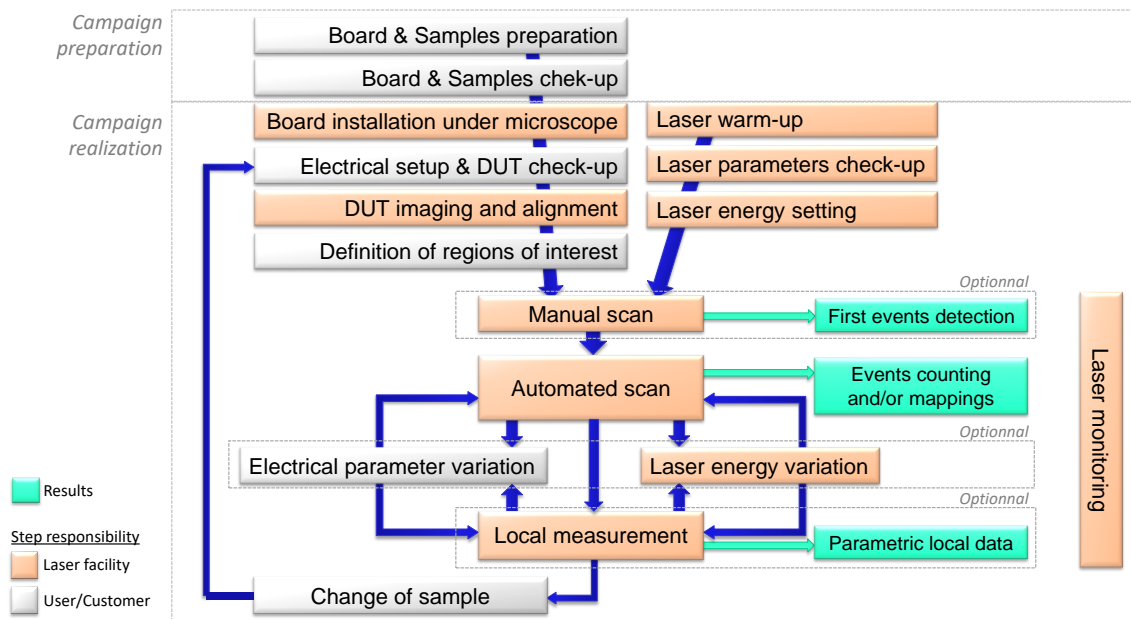 Campaign
preparation
Board & Samples preparation
Board & Samples chek-up
Campaign
realization
Board installation under microscope
Laser warm-up
Electrical setup & DUT check-up
Laser parameters check-up
DUT imaging and alignment
Laser energy setting
Definition of regions of interest
Optionnal
Manual scan
First events detection
Automated scan
Events counting
and/or mappings
Optionnal
Electrical parameter variation
Laser energy variation
Optionnal
Local measurement
Parametric local data
Change of sample
Laser monitoring
Results
Step responsibility
Laser facility
User/Customer